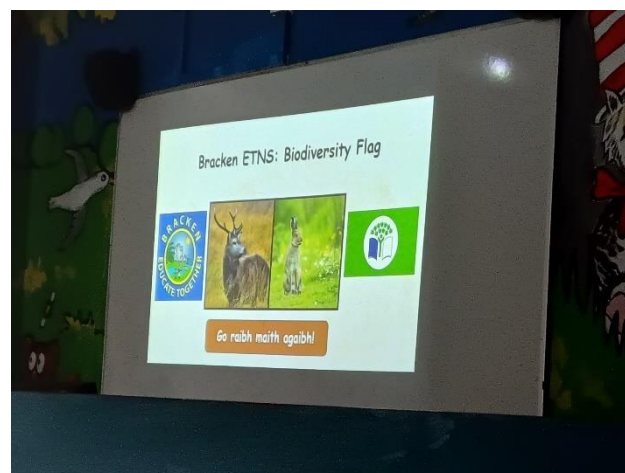 Bracken ETNS: Biodiversity Flag
BRACKEN
EDUCATE TOGETHER
Go raibh maith agaibh!